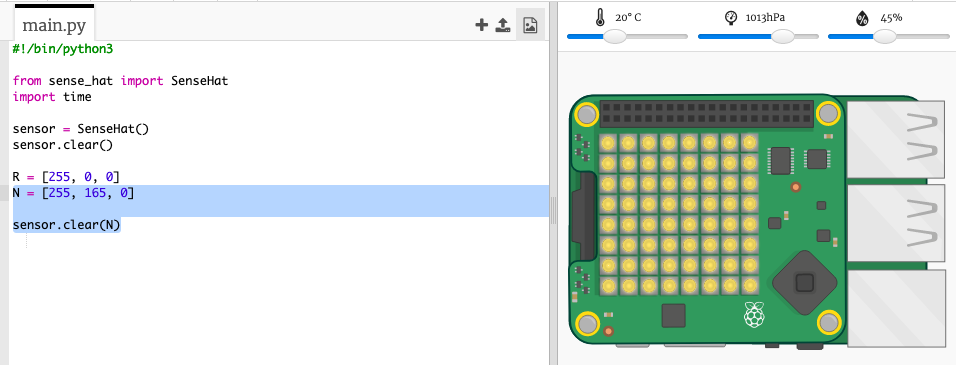 main.py
20° C 1013hPa 45%
#!/bin/python3
from sense_hat import SenseHat
import time
sensor = SenseHat()
sensor.clear()
R = [255, 0, 0]
N = [255, 165, 0]
sensor.clear(N)